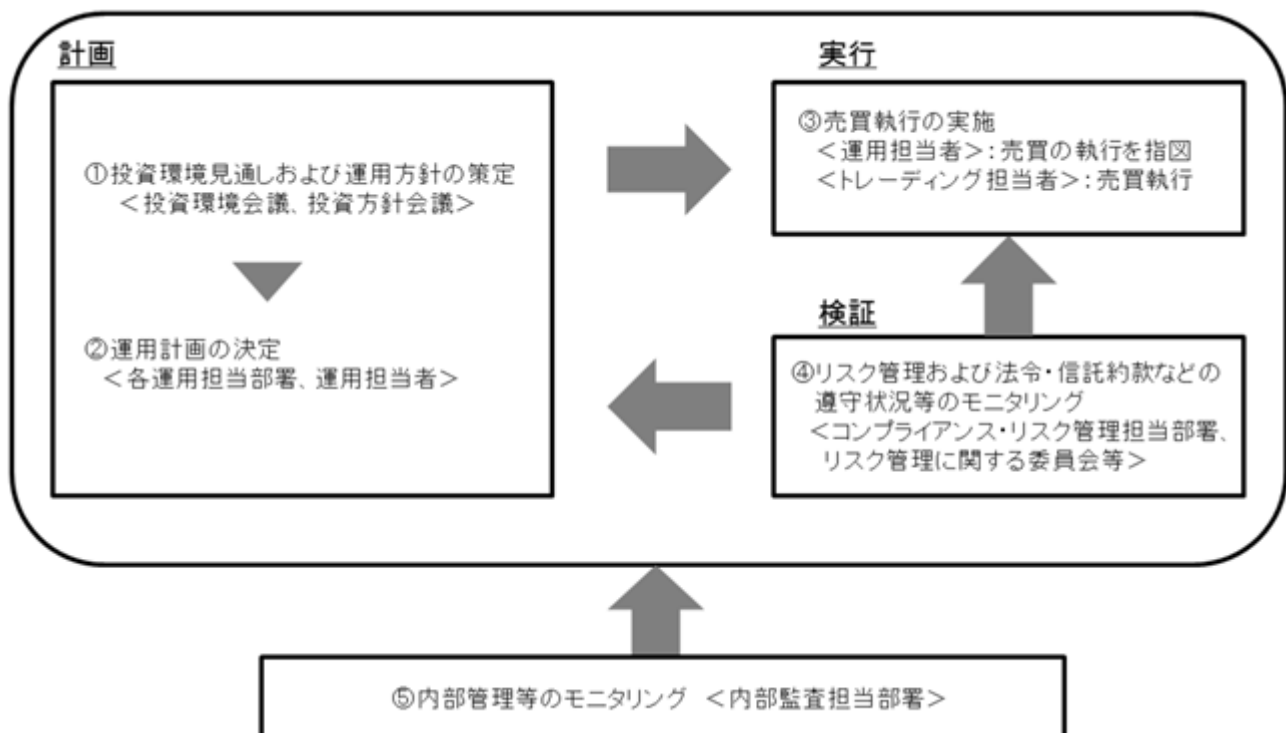 計画
①投資環境見通しおよび運用方針の策定
＜投資環境会議、投資方針会議＞
②運用計画の決定
＜各運用担当部署、運用担当者＞
実行
③売買執行の実施
＜運用担当者＞：売買の執行を指図
＜トレーディング担当者＞：売買執行
検証
④リスク管理および法令・信託約款などの
遵守状況等のモニタリング
＜コンプライアンス・リスク管理担当部署、
リスク管理に関する委員会等＞
⑤内部管理等のモニタリング ＜内部監査担当部署＞